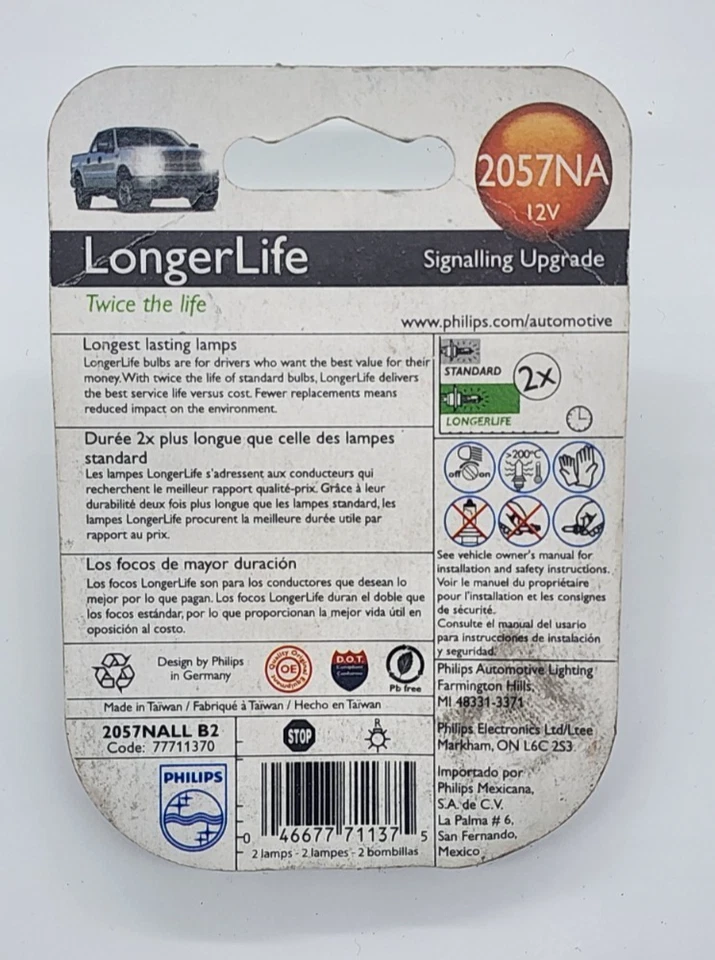 2057NA
12V
LongerLife
Signalling Upgrade
Twice the life
www.philips.com/automotive
Longest lasting lamps
LongerLife bulbs are for drivers who want the best value for their
money. With twice the life of standard bulbs, LongerLife delivers
the best service life versus cost. Fewer replacements means
reduced impact on the environment.
STANDARD
2x
LONGERLIFE
Durée 2x plus longue que celle des lampes
standard
Les lampes LongerLife s'adressent aux conducteurs qui
recherchent le meilleur rapport qualité-prix. Grâce à leur
durabilité deux fois plus longue que les lampes standard, les
lampes LongerLife procurent la meilleure durée utile par
rapport au prix.
off on
>200°C
Los focos de mayor duración
Los focos LongerLife son para los conductores que desean lo
mejor por lo que pagan. Los focos LongerLife duran el doble que
los focos estándar, por lo que proporcionan la mejor vida útil en
oposición al costo.
See vehicle owner's manual for
installation and safety instructions.
Voir le manuel du propriétaire
pour l'installation et les consignes
de sécurité.
Consulte el manual del usario
para instrucciones de instalación
y seguridad.
Design by Philips
in Germany
Quality Original Equipment
OE
D.O.T.
Compliant
Conforme
Pb free
Made in Taïwan / Fabriqué à Taïwan / Hecho en Taïwan
2057NALL B2
Code: 77711370
STOP
PHILIPS
0 46677 71137 5
2 lamps - 2 lampes - 2 bombillas
Philips Automotive Lighting
Farmington Hills,
MI 48331-3371
Philips Electronics Ltd/Ltee
Markham, ON L6C 2S3
Importado por
Philips Mexicana,
S.A. de C.V.
La Palma # 6,
San Fernando,
Mexico